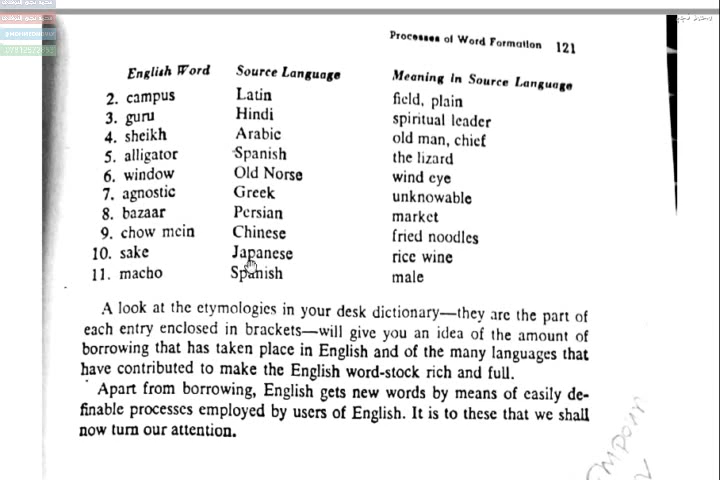 Processes of Word Formation 121
English Word Source Language Meaning in Source Language
2. campus Latin field, plain
3. guru Hindi spiritual leader
4. sheikh Arabic old man, chief
5. alligator Spanish the lizard
6. window Old Norse wind eye
7. agnostic Greek unknowable
8. bazaar Persian market
9. chow mein Chinese fried noodles
10. sake Japanese rice wine
11. macho Spanish male
A look at the etymologies in your desk dictionary—they are the part of
each entry enclosed in brackets—will give you an idea of the amount of
borrowing that has taken place in English and of the many languages that
have contributed to make the English word-stock rich and full.
Apart from borrowing, English gets new words by means of easily de-
finable processes employed by users of English. It is to these that we shall
now turn our attention.